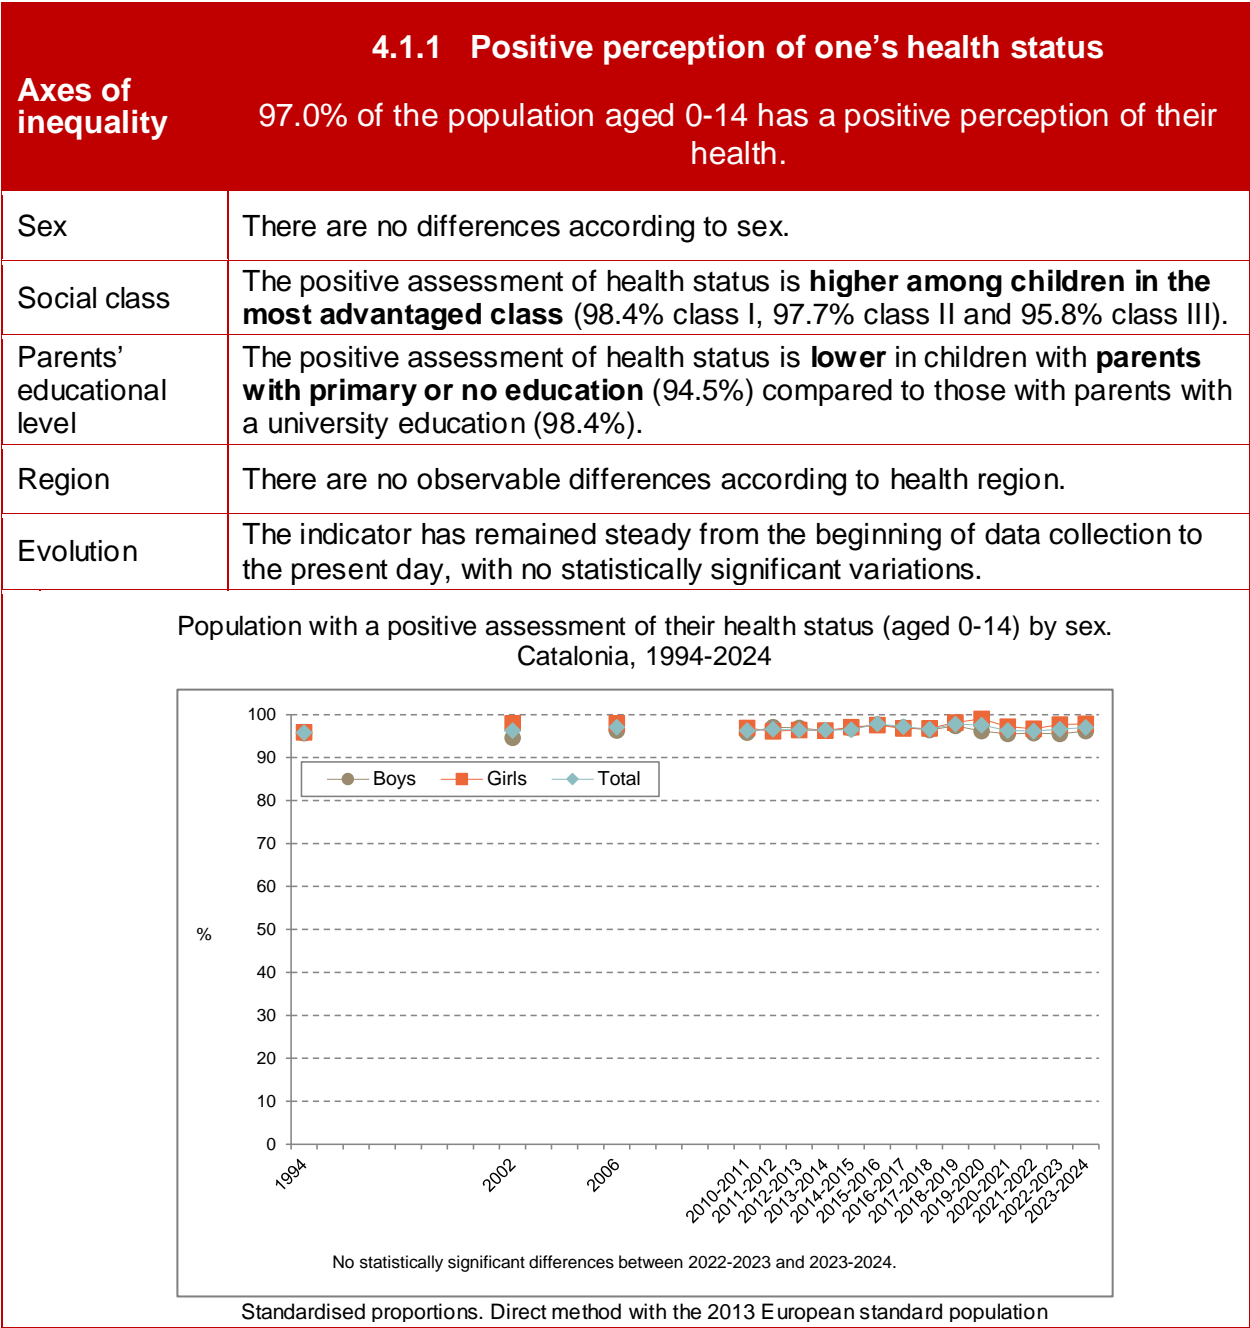 Axes of
inequality
4.1.1 Positive perception of one’s health status
97.0% of the population aged 0-14 has a positive perception of their
health.
Sex
There are no differences according to sex.
Social class
The positive assessment of health status is higher among children in the
most advantaged class (98.4% class I, 97.7% class II and 95.8% class III).
Parents’
educational
level
The positive assessment of health status is lower in children with parents
with primary or no education (94.5%) compared to those with parents with
a university education (98.4%).
Region
There are no observable differences according to health region.
Evolution
The indicator has remained steady from the beginning of data collection to
the present day, with no statistically significant variations.
Population with a positive assessment of their health status (aged 0-14) by sex.
Catalonia, 1994-2024
100
90
Boys Girls Total
80
70
60
50
%
40
30
20
10
0
1994
2002
2006
2010-2011
2011-2012
2012-2013
2013-2014
2014-2015
2015-2016
2016-2017
2017-2018
2018-2019
2019-2020
2020-2021
2021-2022
2022-2023
2023-2024
No statistically significant differences between 2022-2023 and 2023-2024.
Standardised proportions. Direct method with the 2013 European standard population